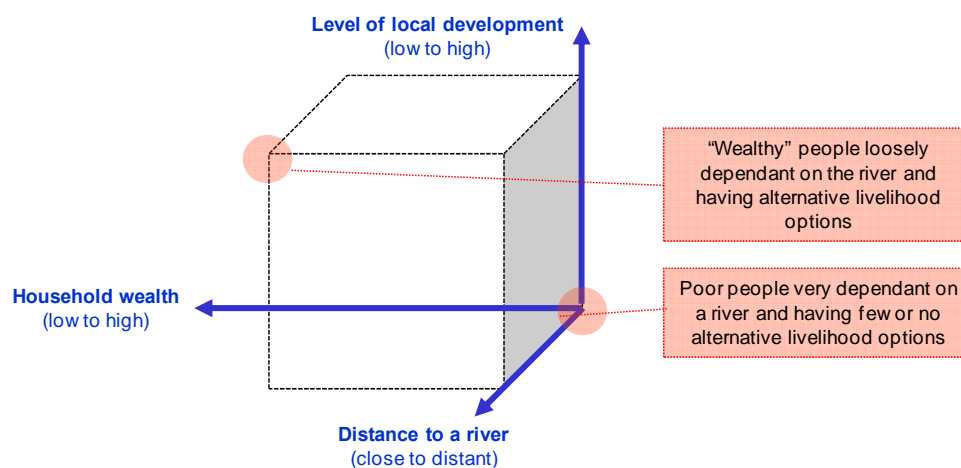 Level of local development
(low to high)
“Wealthy” people loosely
dependant on the river and
having alternative livelihood
options
Household wealth
(low to high)
Poor people very dependant on
a river and having few or no
alternative livelihood options
Distance to a river
(close to distant)